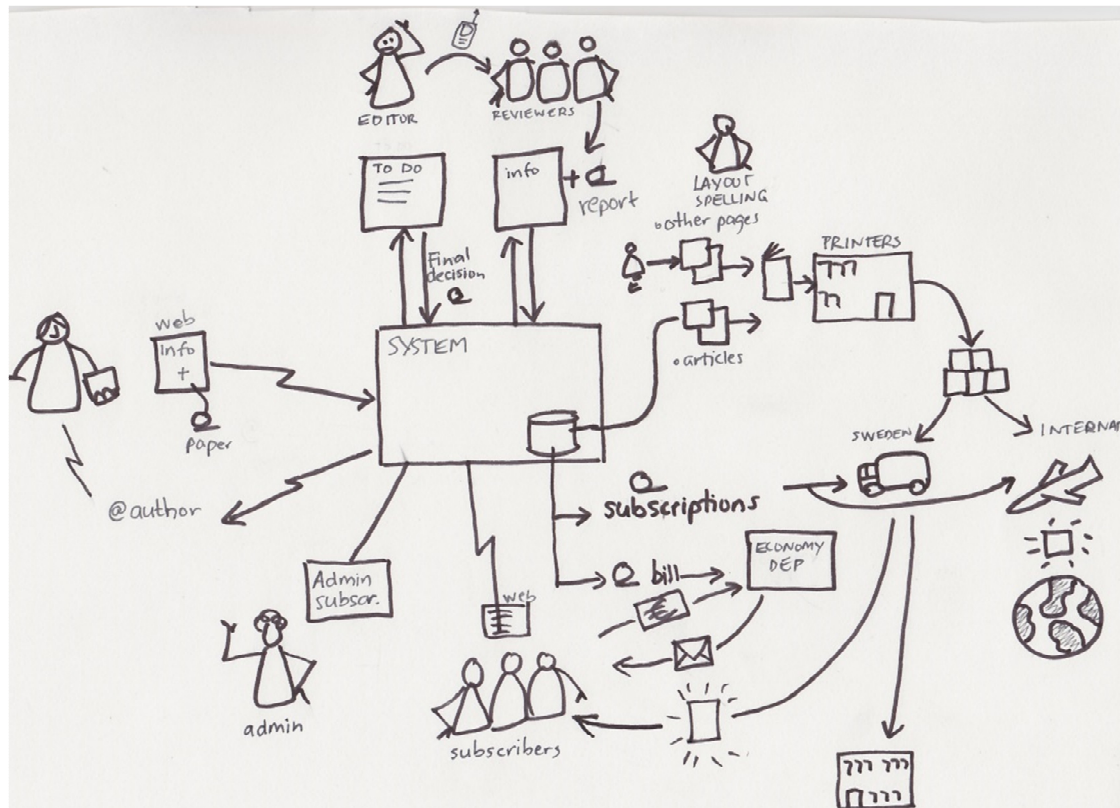 EDITOR
REVIEWERS
TO DO
info
+
report
LAYOUT
SPELLING
other pages
PRINTERS
Final
decision
web
info
+
paper
SYSTEM
articles
SWEDEN
INTERNA
@author
subscriptions
Admin
subscr.
ECONOMY
DEP
bill
web
admin
subscribers